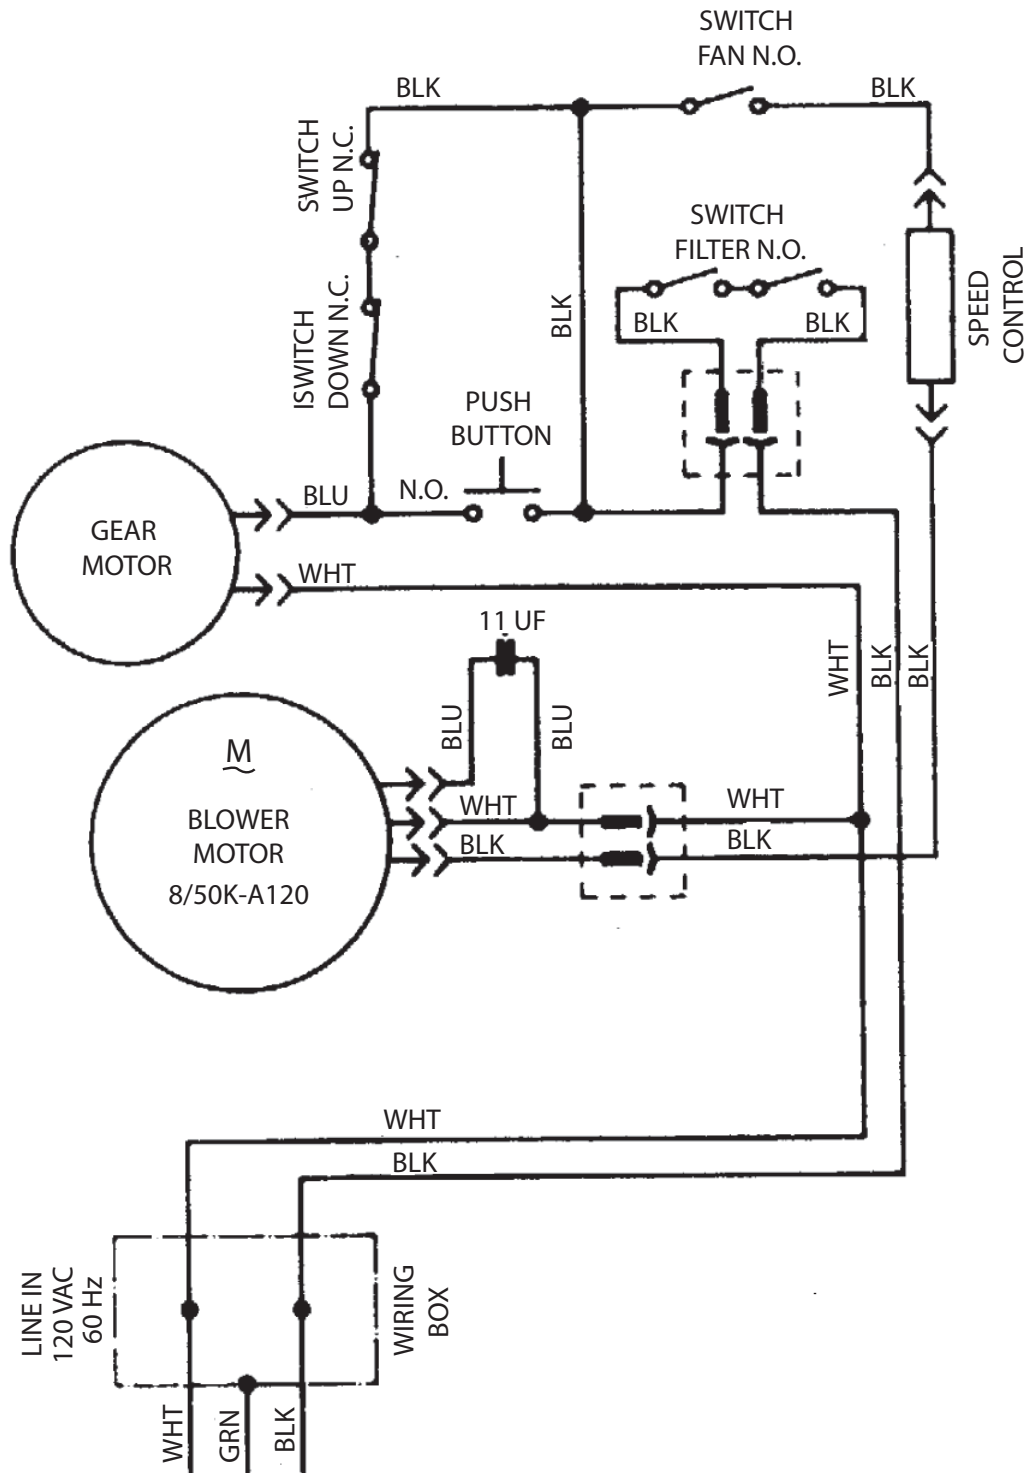 SWITCH
FAN N.O.
BLK
BLK
SWITCH
UP N.C.
SWITCH
FILTER N.O.
BLK
BLK
BLK
SPEED
CONTROL
ISWITCH
DOWN N.C.
PUSH
BUTTON
N.O.
BLU
GEAR
MOTOR
WHT
11 UF
WHT
BLK
BLK
BLU
BLU
M
BLOWER
MOTOR
8/50K-A120
WHT
BLK
WHT
BLK
WHT
BLK
LINE IN
120 VAC
60 Hz
WIRING
BOX
WHT
GRN
BLK